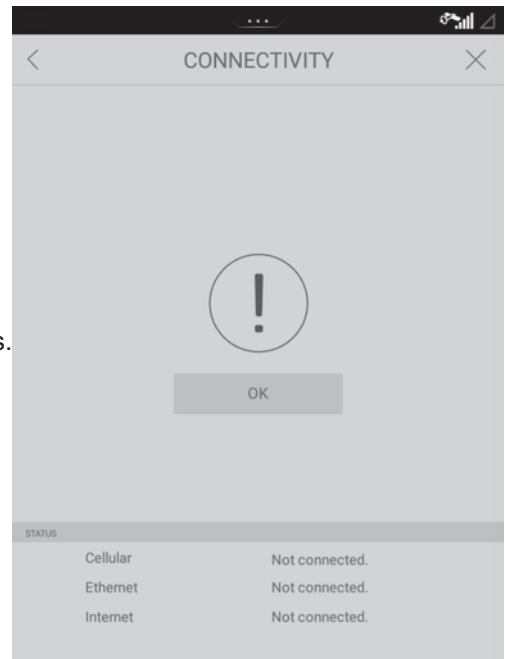 ...
CONNECTIVITY
s.
!
OK
STATUS
Cellular Not connected.
Ethernet Not connected.
Internet Not connected.